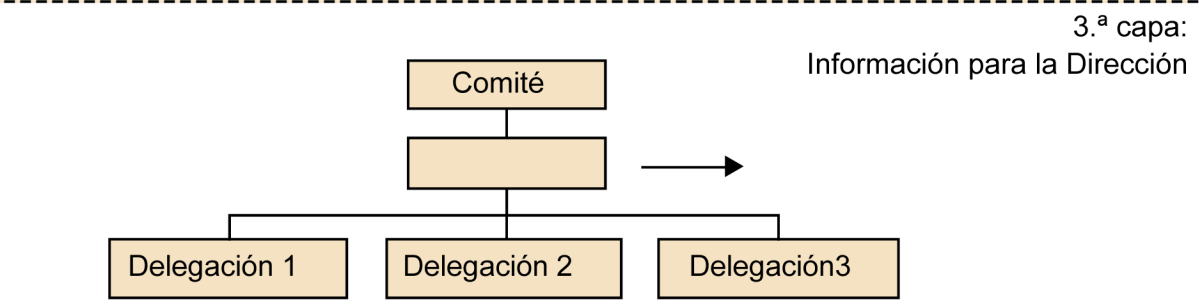 3.ª capa:
Información para la Dirección
Comité
Delegación 1
Delegación 2
Delegación3